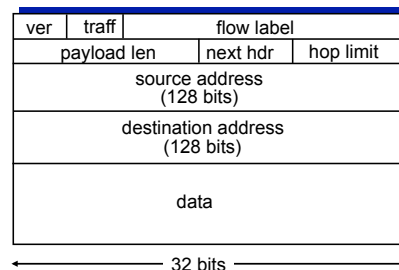 ver traff flow label
payload len next hdr hop limit
source address
(128 bits)
destination address
(128 bits)
data
32 bits